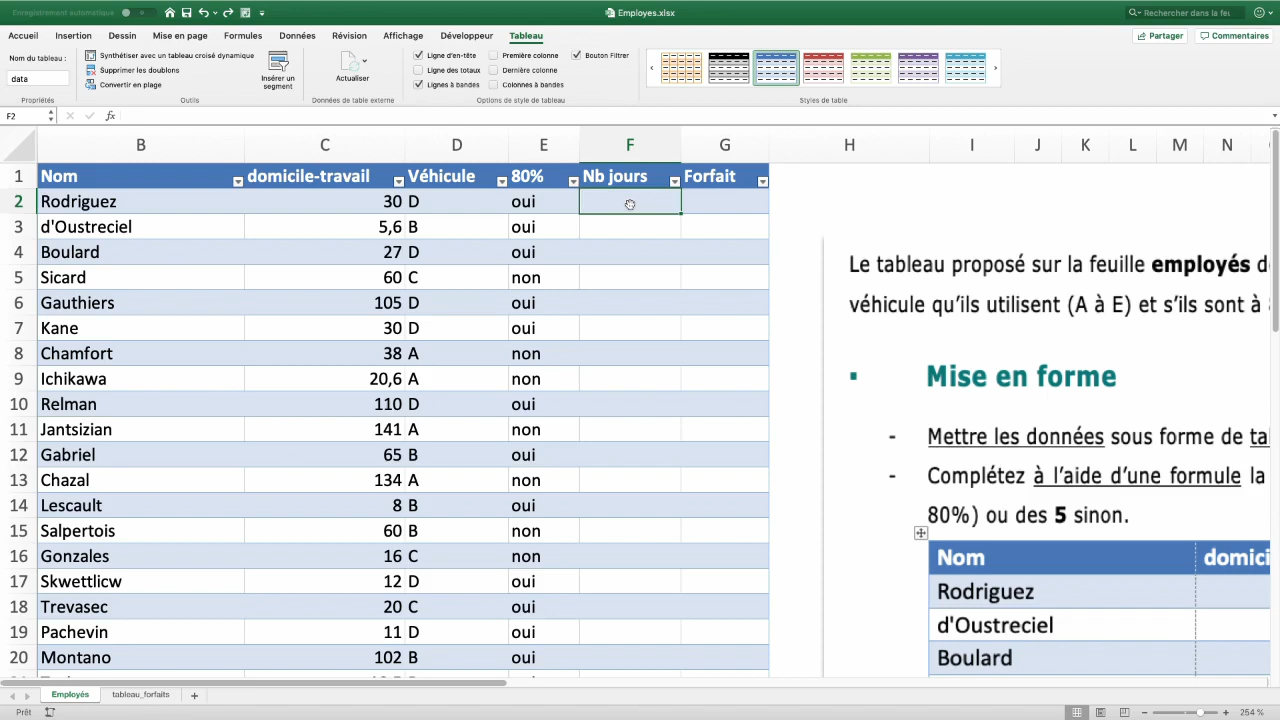 Enregistrement automatique
Employes.xlsx
Rechercher dans la feu
Accueil Insertion Dessin Mise en page Formules Données Révision Affichage Développeur Tableau
Partager Commentaires
Nom du tableau :
data
Propriétés
Synthétiser avec un tableau croisé dynamique
Supprimer les doublons
Convertir en plage
Insérer un
segment
Outils
Actualiser
Données de table externe
Ligne d'en-tête Première colonne Bouton Filtrer
Ligne des totaux Dernière colonne
Lignes à bandes Colonnes à bandes
Options de style de tableau
Styles de table
F2 fx
B C D E F G H I J K L M N
1 Nom domicile-travail Véhicule 80% Nb jours Forfait
2 Rodriguez 30 D oui
3 d'Oustreciel 5,6 B oui
4 Boulard 27 D oui
5 Sicard 60 C non
6 Gauthiers 105 D oui
7 Kane 30 D oui
8 Chamfort 38 A non
9 Ichikawa 20,6 A non
10 Relman 110 D oui
11 Jantsizian 141 A non
12 Gabriel 65 B oui
13 Chazal 134 A non
14 Lescault 8 B oui
15 Salpertois 60 B non
16 Gonzales 16 C non
17 Skwettlicw 12 D oui
18 Trevasec 20 C oui
19 Pachevin 11 D oui
20 Montano 102 B oui
Le tableau proposé sur la feuille employés d
véhicule qu'ils utilisent (A à E) et s'ils sont à
▪ Mise en forme
- Mettre les données sous forme de ta
- Complétez à l'aide d'une formule la
80%) ou des 5 sinon.
Nom domici
Rodriguez
d'Oustreciel
Boulard
Employés tableau_forfaits +
Prêt
254 %